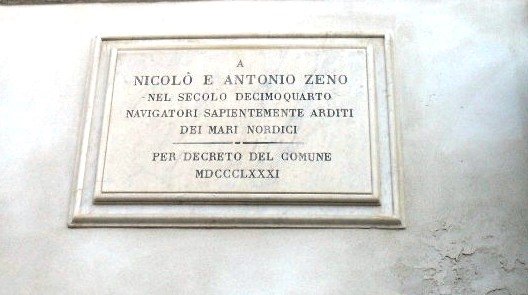 A
NICOLÒ E ANTONIO ZENO
NEL SECOLO DECIMOQUARTO
NAVIGATORI SAPIENTEMENTE ARDITI
DEI MARI NORDICI
PER DECRETO DEL COMUNE
MDCCCLXXXI